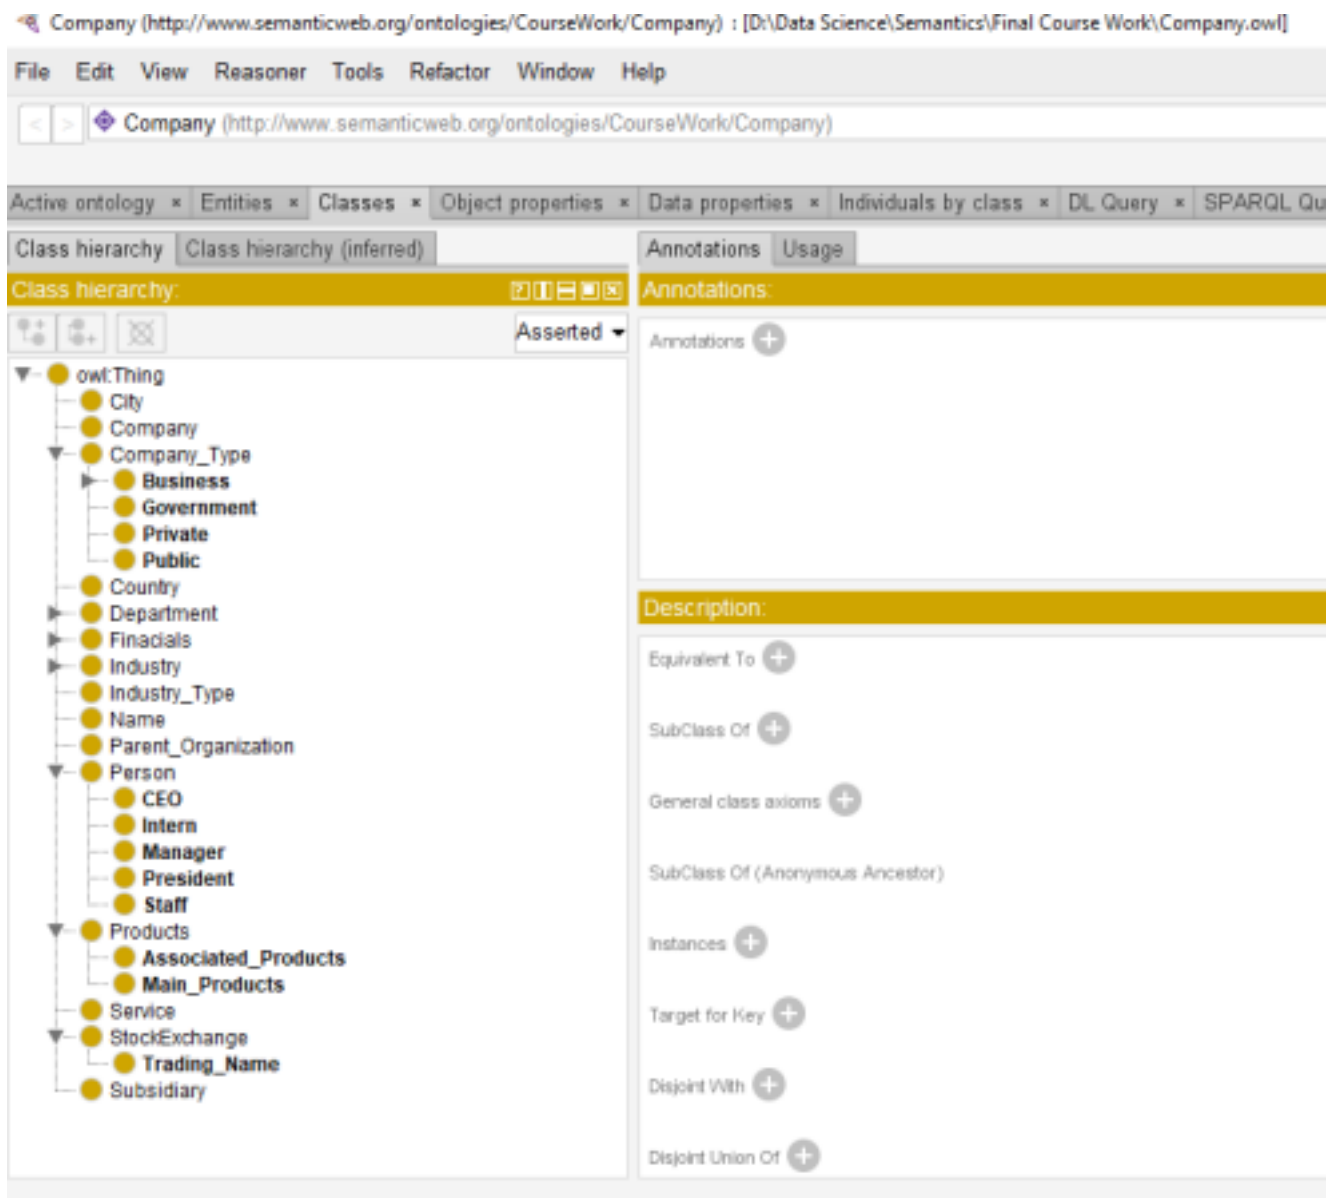 Company (http://www.semanticweb.org/ontologies/CourseWork/Company) : [D:\Data Science\Semantics\Final Course Work\Company.owl]
File Edit View Reasoner Tools Refactor Window Help
< > Company (http://www.semanticweb.org/ontologies/CourseWork/Company)
Active ontology × Entities × Classes × Object properties × Data properties × Individuals by class × DL Query × SPARQL Qu
Class hierarchy Class hierarchy (inferred)
Class hierarchy:
Asserted
owl:Thing
City
Company
Company_Type
Business
Government
Private
Public
Country
Department
Finacials
Industry
Industry_Type
Name
Parent_Organization
Person
CEO
Intern
Manager
President
Staff
Products
Associated_Products
Main_Products
Service
StockExchange
Trading_Name
Subsidiary
Annotations Usage
Annotations:
Annotations
Description:
Equivalent To
SubClass Of
General class axioms
SubClass Of (Anonymous Ancestor)
Instances
Target for Key
Disjoint With
Disjoint Union Of